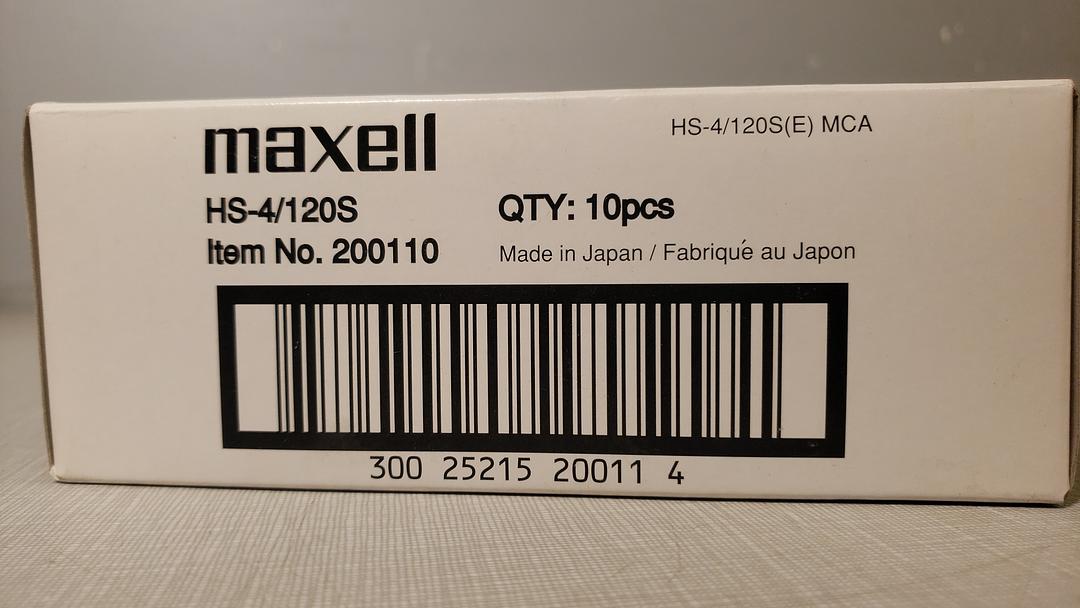 maxell
HS-4/120S(E) MCA
HS-4/120S
QTY: 10pcs
Item No. 200110
Made in Japan / Fabriqué au Japon
300 25215 20011 4